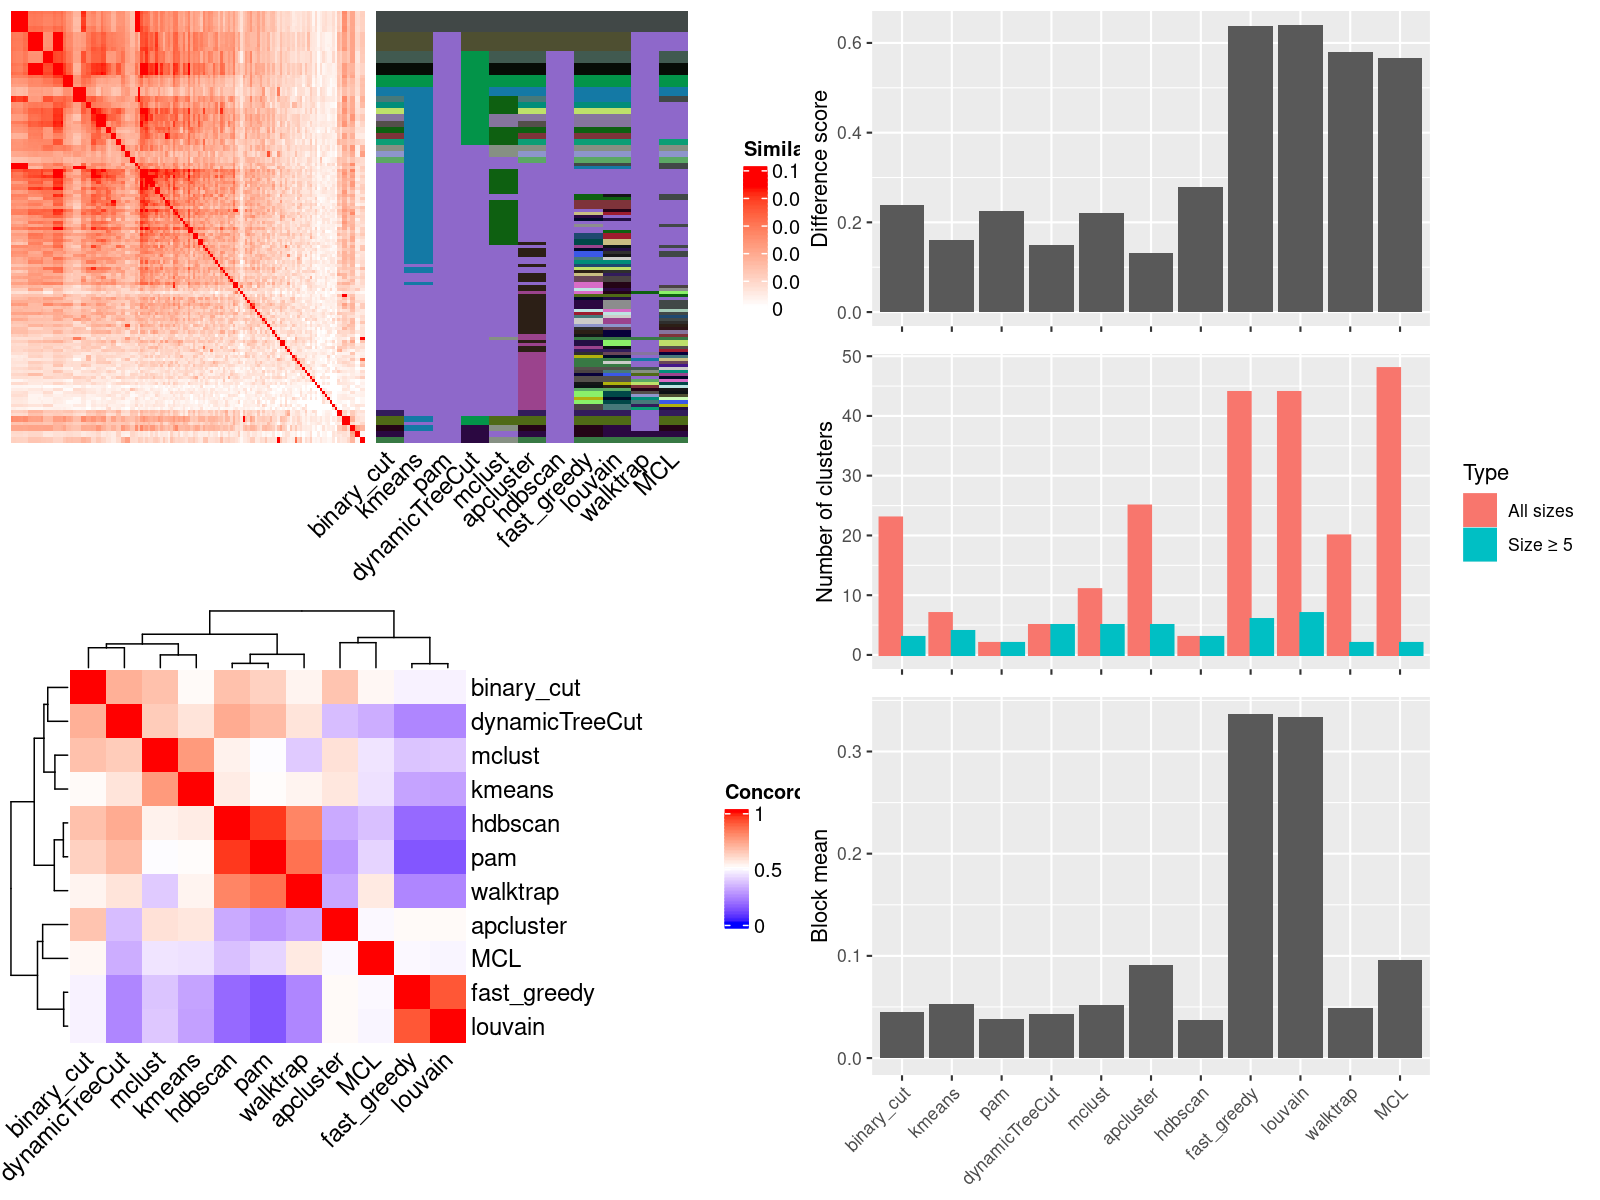 Simila
0.1
0.0
0.0
0.0
0.0
0
binary_cut
kmeans
pam
dynamicTreeCut
mclust
apcluster
hdbscan
fast_greedy
louvain
walktrap
MCL
binary_cut
dynamicTreeCut
mclust
kmeans
hdbscan
pam
walktrap
apcluster
MCL
fast_greedy
louvain
binary_cut
dynamicTreeCut
mclust
kmeans
hdbscan
pam
walktrap
apcluster
MCL
fast_greedy
louvain
Concord
1
0.5
0
Difference score
0.6
0.4
0.2
0.0
Number of clusters
50
40
30
20
10
0
Type
All sizes
Size ≥ 5
Block mean
0.3
0.2
0.1
0.0
binary_cut
kmeans
pam
dynamicTreeCut
mclust
apcluster
hdbscan
fast_greedy
louvain
walktrap
MCL